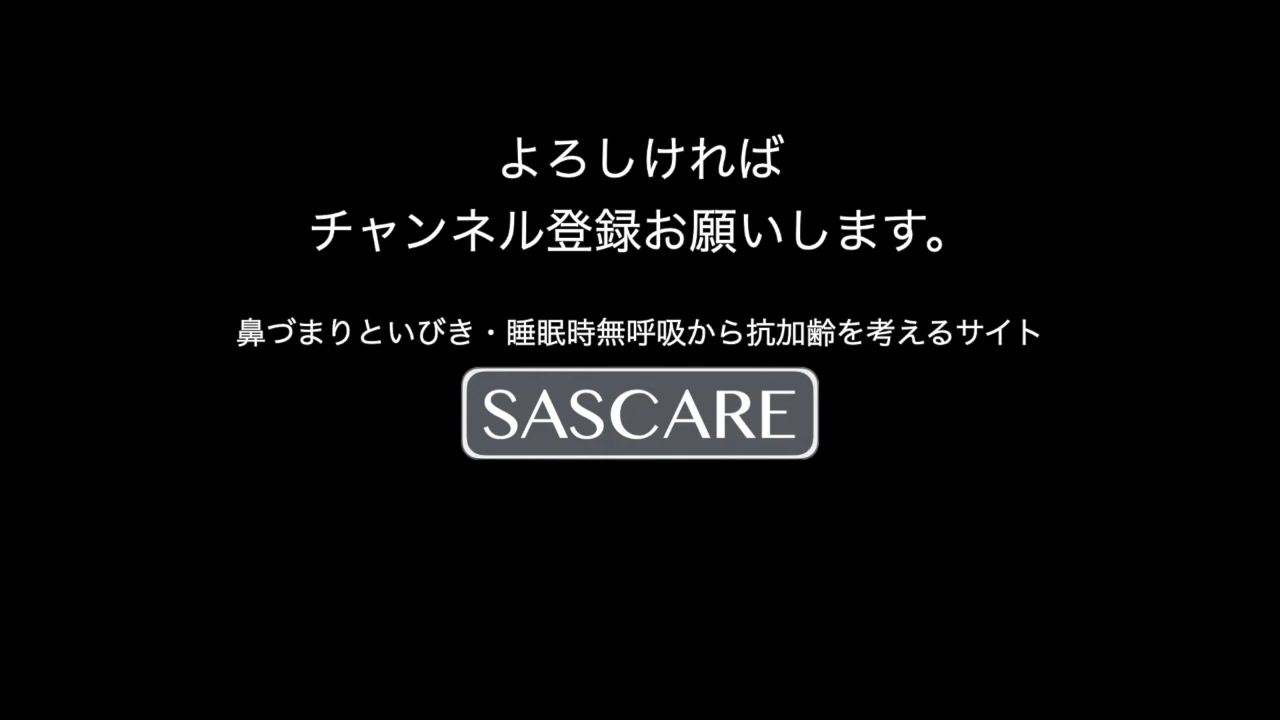 よろしければ
チャンネル登録お願いします。
鼻づまりといびき・睡眠時無呼吸から抗加齢を考えるサイト
SASCARE